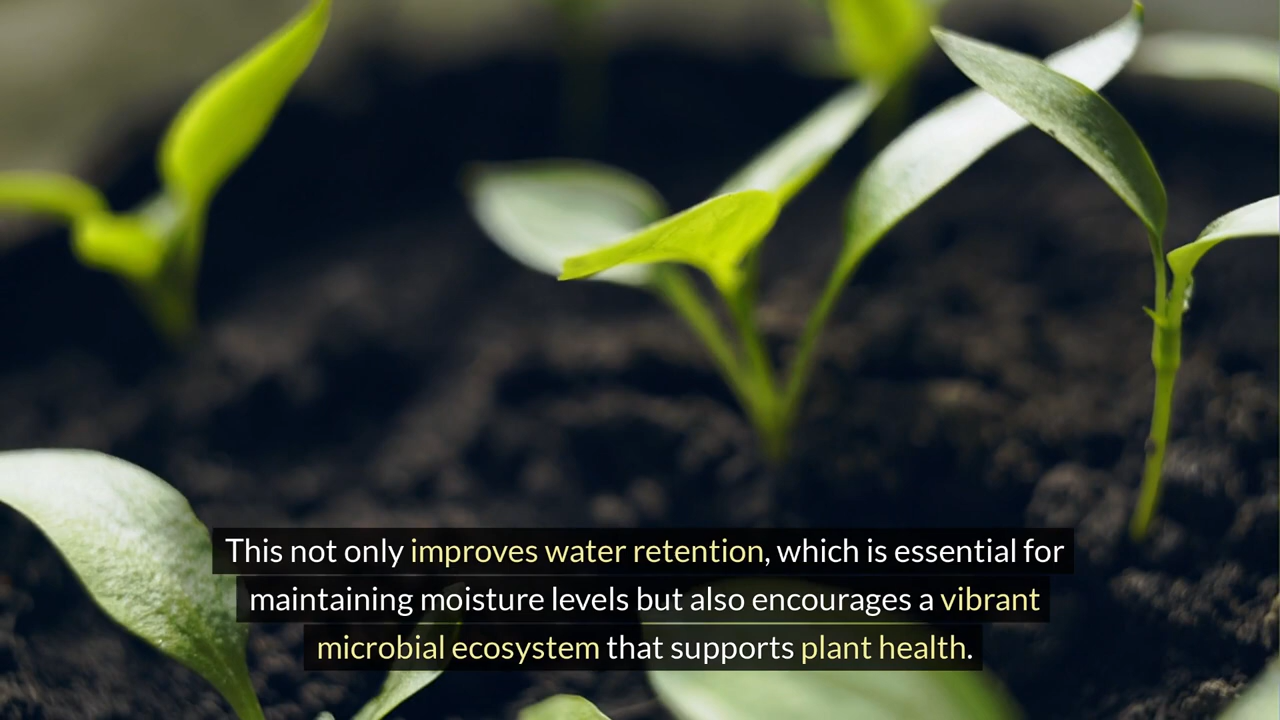 This not only improves water retention, which is essential for
maintaining moisture levels but also encourages a vibrant
microbial ecosystem that supports plant health.